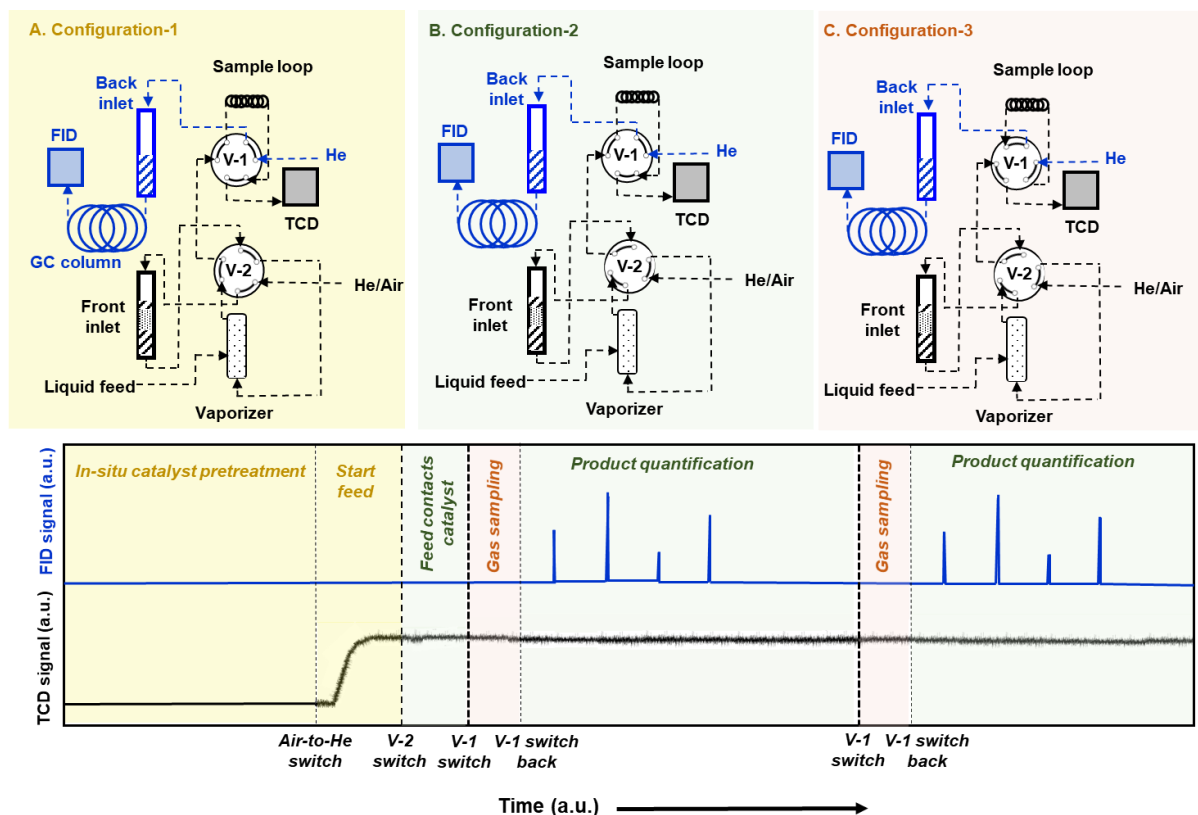 A. Configuration-1
Sample loop
Back
inlet
FID
V-1
He
TCD
GC column
V-2
He/Air
Front
inlet
Liquid feed
Vaporizer
B. Configuration-2
Sample loop
Back
inlet
FID
V-1
He
TCD
V-2
He/Air
Front
inlet
Liquid feed
Vaporizer
C. Configuration-3
Sample loop
Back
inlet
FID
V-1
He
TCD
V-2
He/Air
Front
inlet
Liquid feed
Vaporizer
FID signal (a.u.)
TCD signal (a.u.)
In-situ catalyst pretreatment
Start
feed
Feed contacts
catalyst
Gas sampling
Product quantification
Gas sampling
Product quantification
Air-to-He
switch
V-2
switch
V-1
switch
V-1 switch
back
V-1
switch
V-1 switch
back
Time (a.u.)